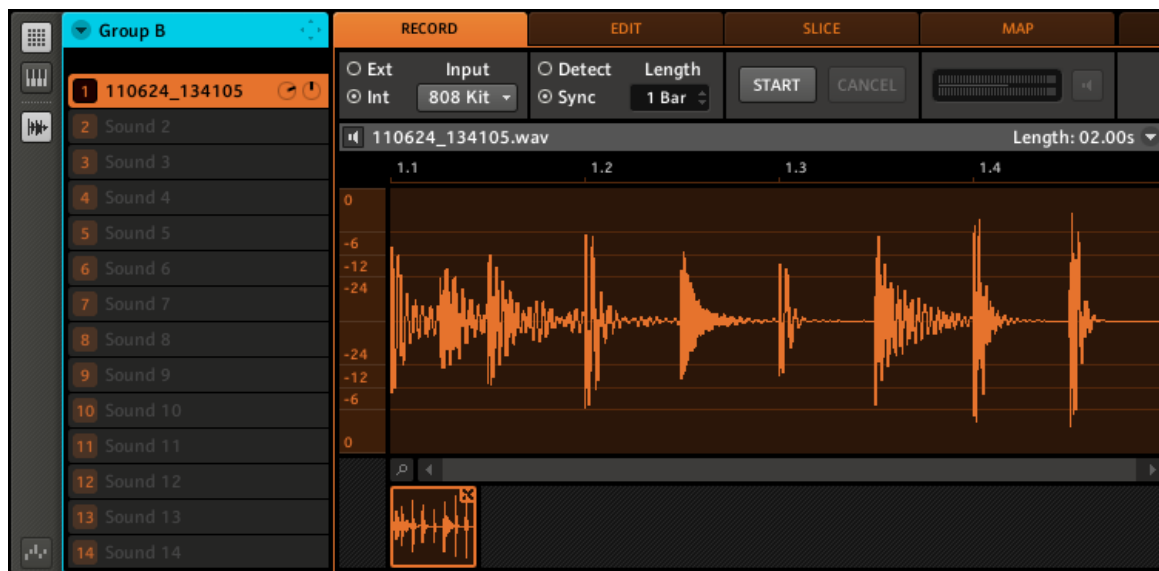 Group B
RECORD EDIT SLICE MAP
Ext Input Detect Length
Int 808 Kit Sync 1 Bar START CANCEL
1 110624_134105
2 Sound 2
3 Sound 3
4 Sound 4
5 Sound 5
6 Sound 6
7 Sound 7
8 Sound 8
9 Sound 9
10 Sound 10
11 Sound 11
12 Sound 12
13 Sound 13
14 Sound 14
110624_134105.wav Length: 02.00s
1.1 1.2 1.3 1.4
0
-6
-12
-24
-24
-12
-6
0